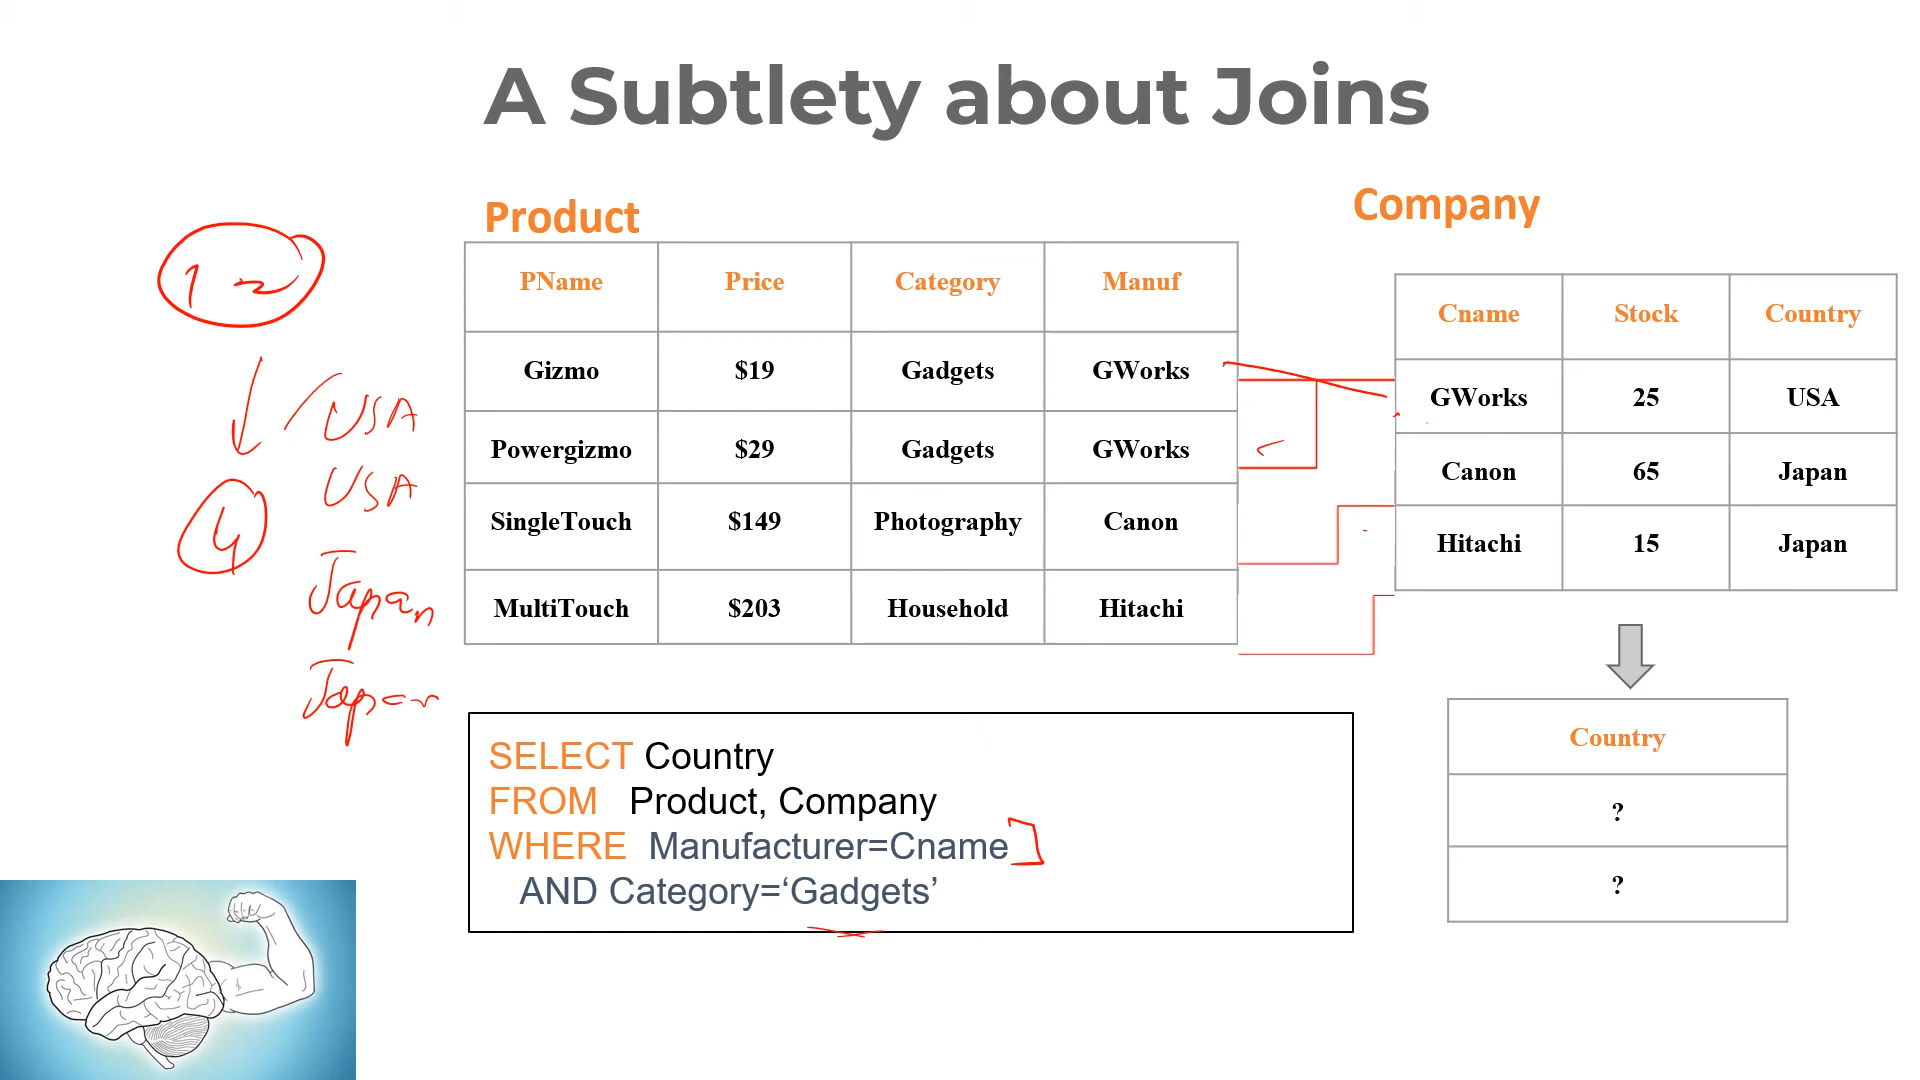 A Subtlety about Joins
Product
PName Price Category Manuf
Gizmo $19 Gadgets GWorks
Powergizmo $29 Gadgets GWorks
SingleTouch $149 Photography Canon
MultiTouch $203 Household Hitachi
Company
Cname Stock Country
GWorks 25 USA
Canon 65 Japan
Hitachi 15 Japan
12
4
USA
USA
Japan
Japan
SELECT Country
FROM Product, Company
WHERE Manufacturer=Cname
AND Category=‘Gadgets’
Country
?
?